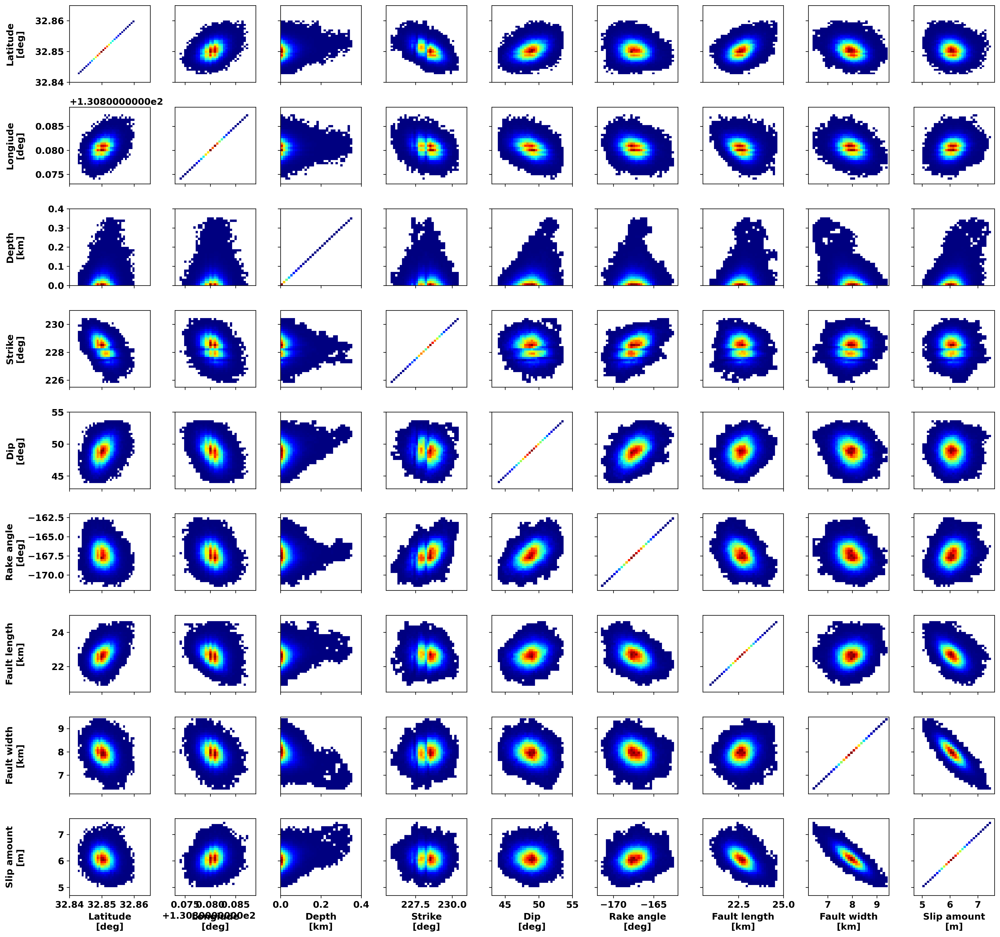 Latitude
[deg]
32.86
32.85
32.84
+1.3080000000e2
Longiude
[deg]
0.085
0.080
0.075
Depth
[km]
0.4
0.3
0.2
0.1
0.0
Strike
[deg]
230
228
226
Dip
[deg]
55
50
45
Rake angle
[deg]
−162.5
−165.0
−167.5
−170.0
Fault length
[km]
24
22
Fault width
[km]
9
8
7
Slip amount
[m]
7
6
5
32.84 32.85 32.86
0.075 0.080 0.085
0.0 0.2 0.4
227.5 230.0
45 50 55
−170 −165
22.5 25.0
7 8 9
5 6 7
+1.3080000000e2
Latitude
[deg]
Longiude
[deg]
Depth
[km]
Strike
[deg]
Dip
[deg]
Rake angle
[deg]
Fault length
[km]
Fault width
[km]
Slip amount
[m]